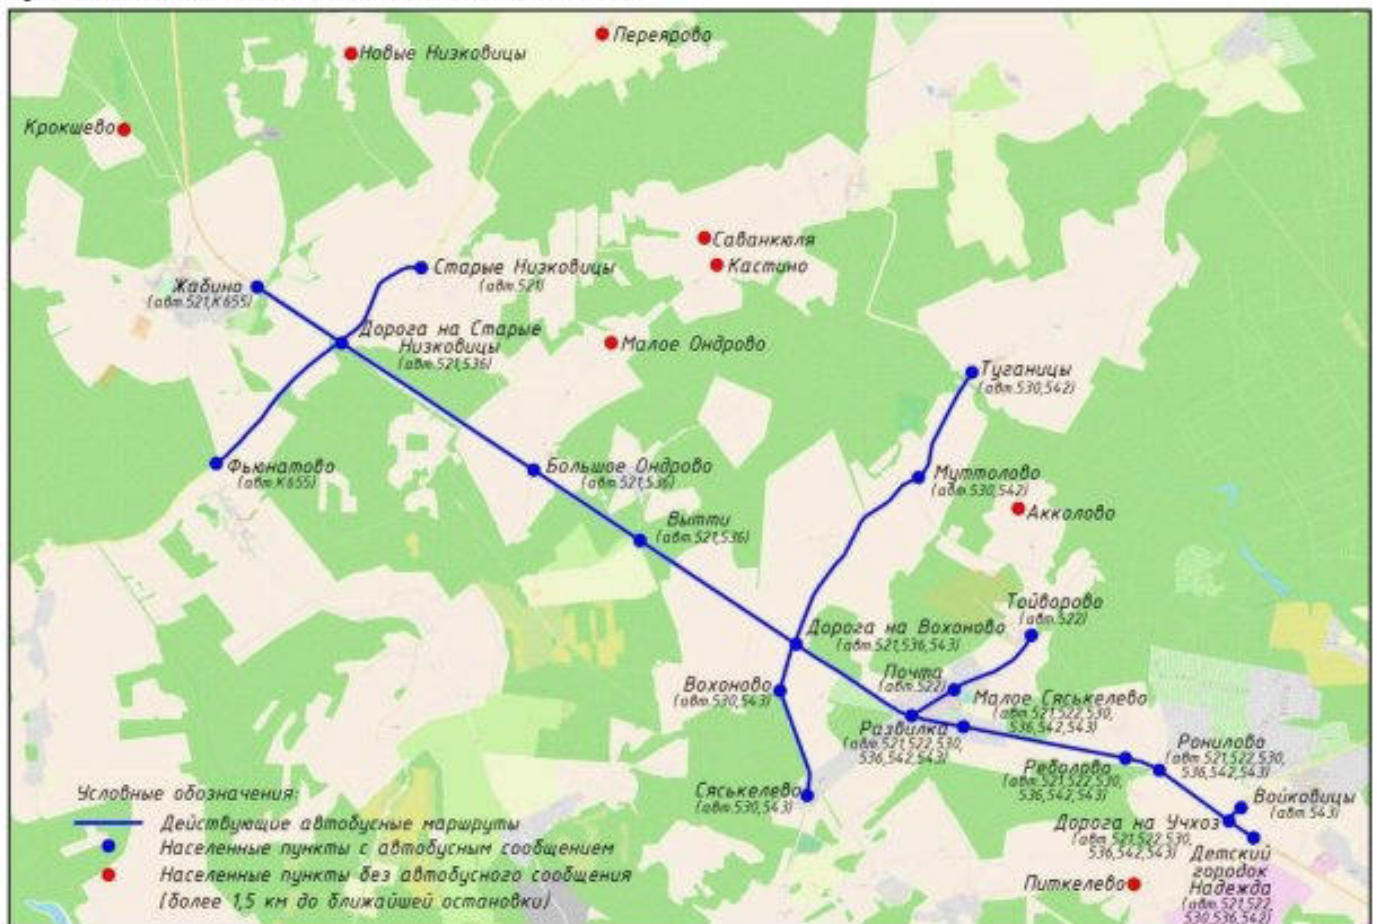 Переярово
Новые Низковицы
Крокшево
Саванкюля
Кастино
Старые Низковицы
(авт.521)
Жабино
(авт.521,К655)
Дорога на Старые
Низковицы
(авт.521,536)
Малое Ондрово
Туганицы
(авт.530,542)
Фьюнатово
(авт.К655)
Большое Ондрово
(авт.521,536)
Муттолово
(авт.530,542)
Акколово
Вытти
(авт.521,536)
Тойворово
(авт.522)
Дорога на Вохоново
(авт.521,536,543)
Почта
(авт.522)
Вохоново
(авт.530,543)
Малое Сяськелево
(авт.521,522,530,
536,542,543)
Развилка
(авт.521,522,530,
536,542,543)
Ронилово
(авт.521,522,530,
536,542,543)
Реболово
(авт.521,522,530,
536,542,543)
Сяськелево
(авт.530,543)
Войковицы
(авт.543)
Дорога на Учхоз
(авт.521,522,530,
536,542,543)
Детский
городок
Надежда
(авт.521,522,
530,536,542)
Питкелево
Условные обозначения:
Действующие автобусные маршруты
Населенные пункты с автобусным сообщением
Населенные пункты без автобусного сообщения
(более 1,5 км до ближайшей остановки)